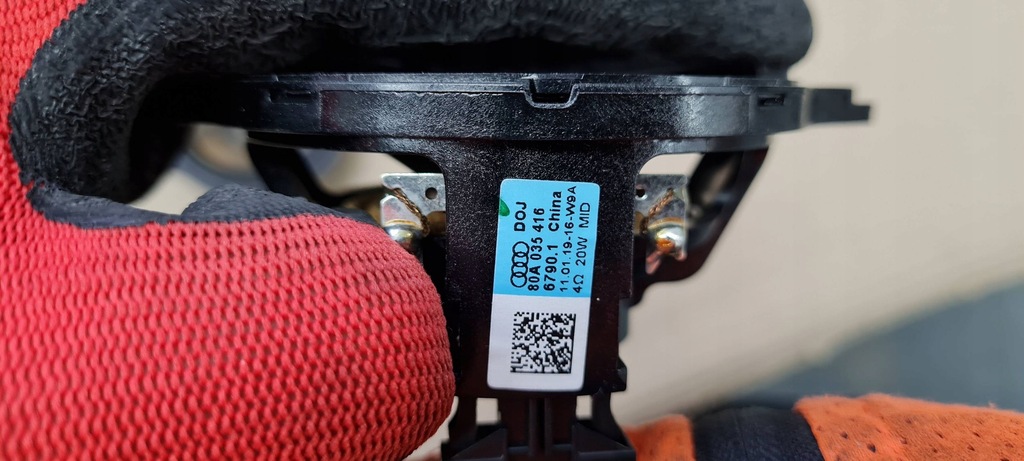 DOJ
80A 035 416
6790.1 China
11.01.19-16-W9A
4Ω 20W MID